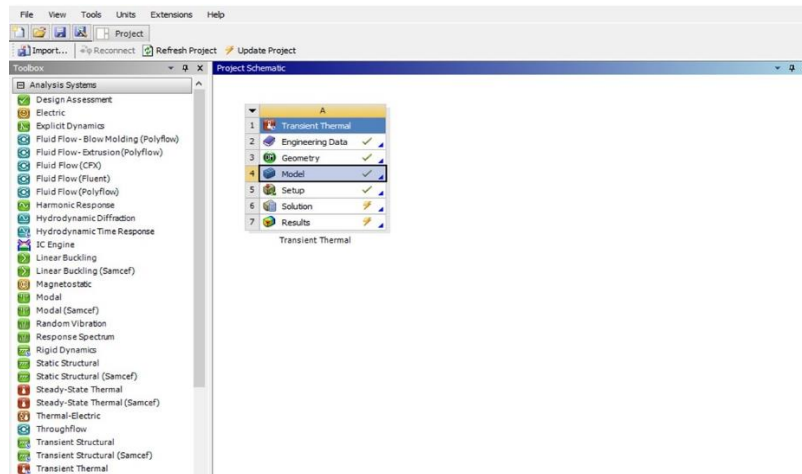 File View Tools Units Extensions Help
Project
Import... Reconnect Refresh Project Update Project
Toolbox
Project Schematic
Analysis Systems
Design Assessment
Electric
Explicit Dynamics
Fluid Flow - Blow Molding (Polyflow)
Fluid Flow - Extrusion (Polyflow)
Fluid Flow (CFX)
Fluid Flow (Fluent)
Fluid Flow (Polyflow)
Harmonic Response
Hydrodynamic Diffraction
Hydrodynamic Time Response
IC Engine
Linear Buckling
Linear Buckling (Samcef)
Magnetostatic
Modal
Modal (Samcef)
Random Vibration
Response Spectrum
Rigid Dynamics
Static Structural
Static Structural (Samcef)
Steady-State Thermal
Steady-State Thermal (Samcef)
Thermal-Electric
Throughflow
Transient Structural
Transient Structural (Samcef)
Transient Thermal
A
1 Transient Thermal
2 Engineering Data
3 Geometry
4 Model
5 Setup
6 Solution
7 Results
Transient Thermal